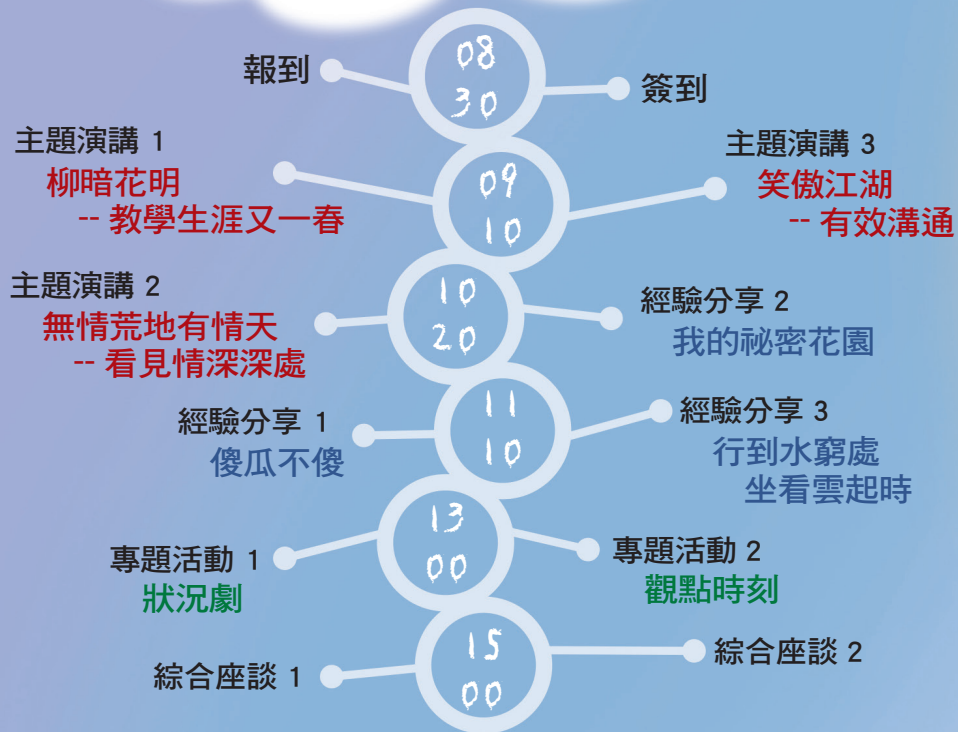 08
30
報到
簽到
主題演講 1
柳暗花明
-- 教學生涯又一春
09
10
主題演講 3
笑傲江湖
-- 有效溝通
主題演講 2
無情荒地有情天
-- 看見情深深處
10
20
經驗分享 2
我的祕密花園
經驗分享 1
傻瓜不傻
11
10
經驗分享 3
行到水窮處
坐看雲起時
專題活動 1
狀況劇
13
00
專題活動 2
觀點時刻
綜合座談 1
15
00
綜合座談 2